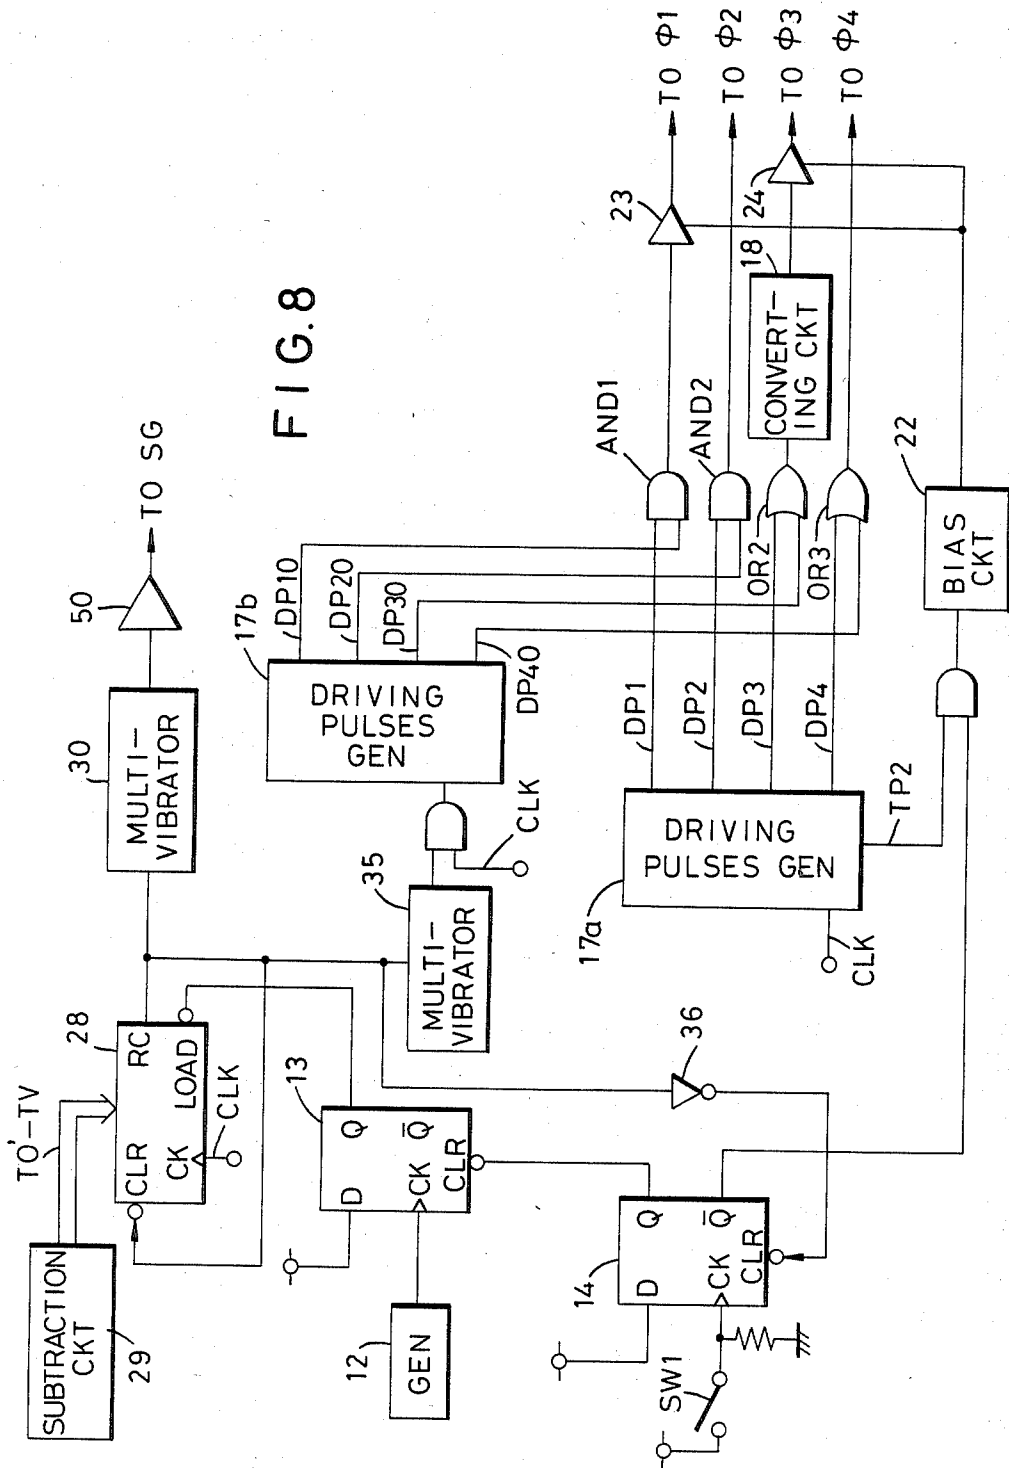 FIG.8
SUBTRACTION
CKT
29
TO'-TV
28
CLR
RC
CK
LOAD
CLK
30
MULTI-
VIBRATOR
50
TO SG
12
GEN
13
D
Q
CK
Q̅
CLR
35
MULTI-
VIBRATOR
CLK
17b
DRIVING
PULSES
GEN
DP10
DP20
DP30
DP40
SW1
14
D
Q
CK
Q̅
CLR
36
17a
DRIVING
PULSES GEN
CLK
DP1
DP2
DP3
DP4
TP2
AND1
AND2
OR2
OR3
CONVERT-
ING CKT
18
22
BIAS
CKT
23
24
TO Φ1
TO Φ2
TO Φ3
TO Φ4